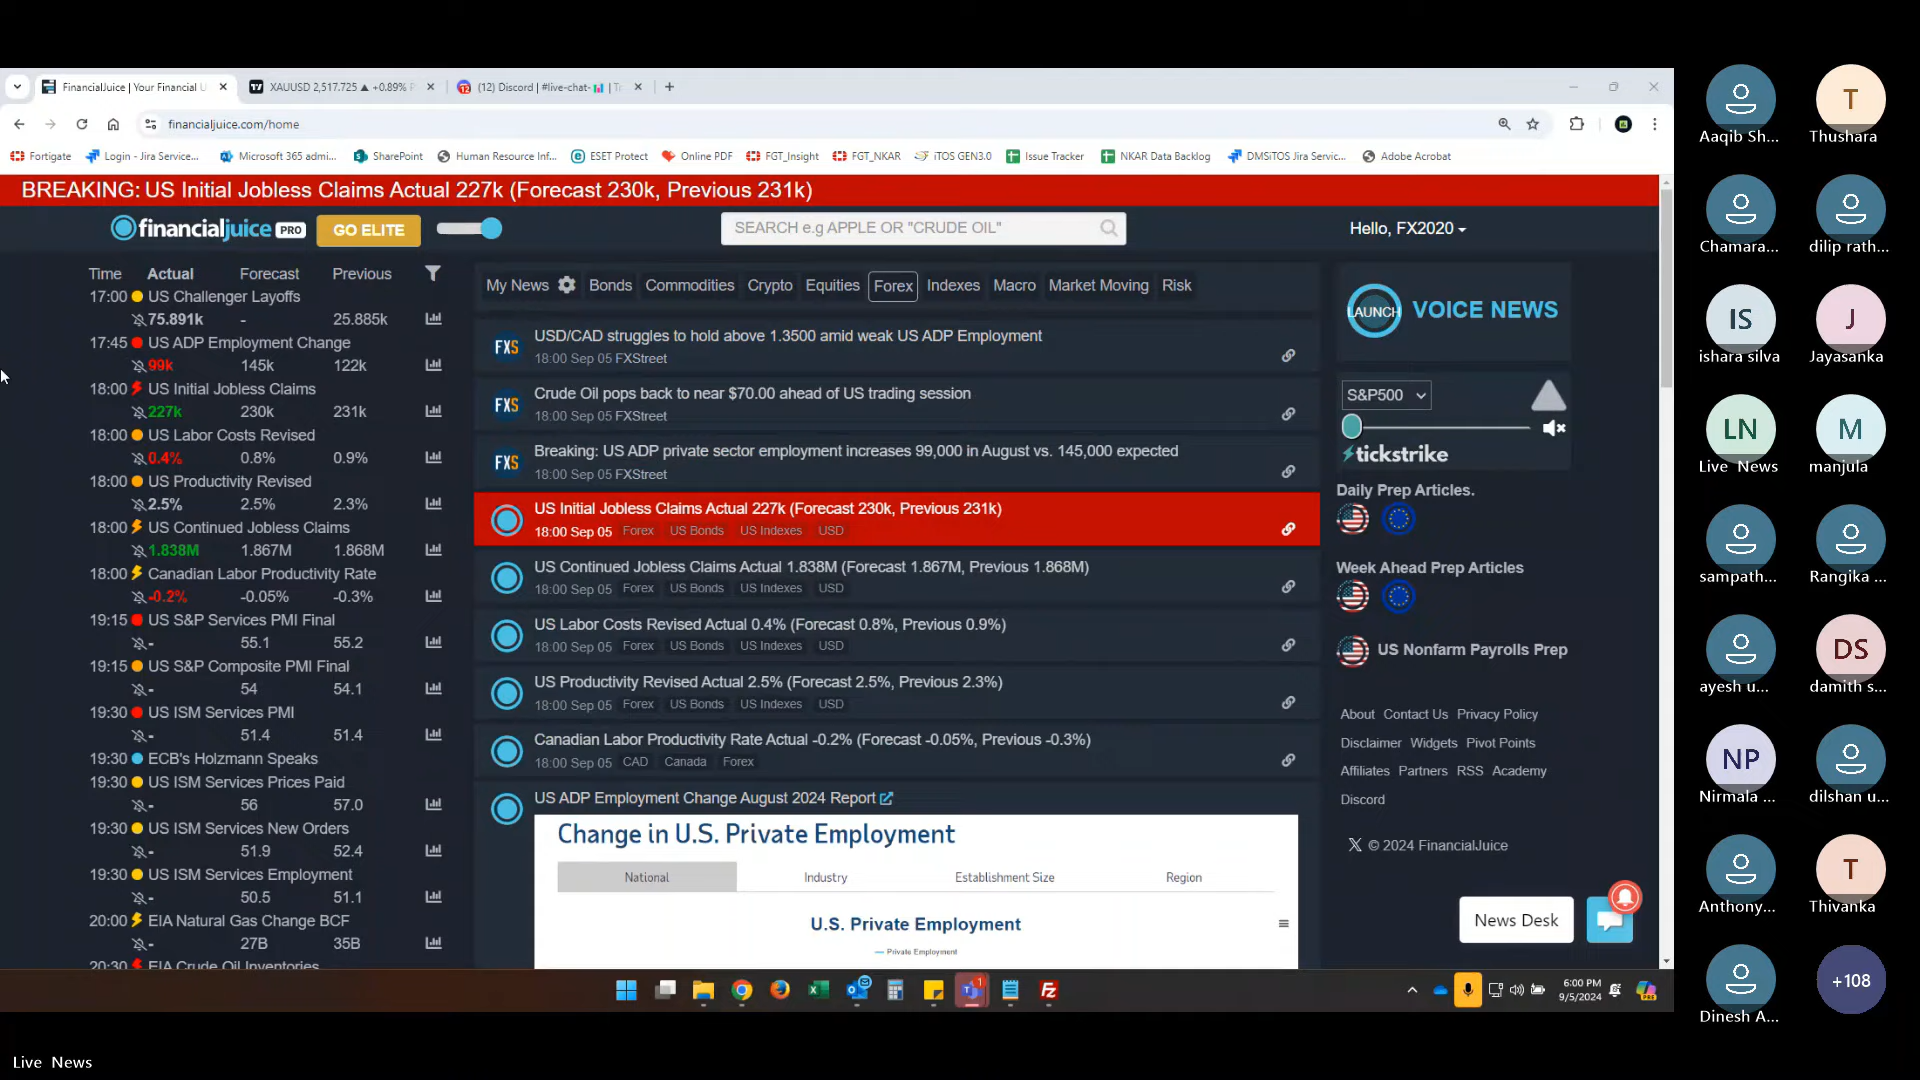 FinancialJuice | Your Financial U
XAUUSD 2,517.725 ▲ +0.89%
(12) Discord | #live-chat- | T
financialjuice.com/home
Fortigate
Login - Jira Service...
Microsoft 365 admi...
SharePoint
Human Resource Inf...
ESET Protect
Online PDF
FGT_Insight
FGT_NKAR
iTOS GEN3.0
Issue Tracker
NKAR Data Backlog
DMSiTOS Jira Servic...
Adobe Acrobat
BREAKING: US Initial Jobless Claims Actual 227k (Forecast 230k, Previous 231k)
financialjuice PRO
GO ELITE
SEARCH e.g APPLE OR "CRUDE OIL"
Hello, FX2020
Time Actual Forecast Previous
17:00 US Challenger Layoffs
75.891k - 25.885k
17:45 US ADP Employment Change
99k 145k 122k
18:00 US Initial Jobless Claims
227k 230k 231k
18:00 US Labor Costs Revised
0.4% 0.8% 0.9%
18:00 US Productivity Revised
2.5% 2.5% 2.3%
18:00 US Continued Jobless Claims
1.838M 1.867M 1.868M
18:00 Canadian Labor Productivity Rate
-0.2% -0.05% -0.3%
19:15 US S&P Services PMI Final
- 55.1 55.2
19:15 US S&P Composite PMI Final
- 54 54.1
19:30 US ISM Services PMI
- 51.4 51.4
19:30 ECB's Holzmann Speaks
19:30 US ISM Services Prices Paid
- 56 57.0
19:30 US ISM Services New Orders
- 51.9 52.4
19:30 US ISM Services Employment
- 50.5 51.1
20:00 EIA Natural Gas Change BCF
- 27B 35B
20:30 EIA Crude Oil Inventories
My News Bonds Commodities Crypto Equities Forex Indexes Macro Market Moving Risk
FXS
USD/CAD struggles to hold above 1.3500 amid weak US ADP Employment
18:00 Sep 05 FXStreet
FXS
Crude Oil pops back to near $70.00 ahead of US trading session
18:00 Sep 05 FXStreet
FXS
Breaking: US ADP private sector employment increases 99,000 in August vs. 145,000 expected
18:00 Sep 05 FXStreet
US Initial Jobless Claims Actual 227k (Forecast 230k, Previous 231k)
18:00 Sep 05 Forex US Bonds US Indexes USD
US Continued Jobless Claims Actual 1.838M (Forecast 1.867M, Previous 1.868M)
18:00 Sep 05 Forex US Bonds US Indexes USD
US Labor Costs Revised Actual 0.4% (Forecast 0.8%, Previous 0.9%)
18:00 Sep 05 Forex US Bonds US Indexes USD
US Productivity Revised Actual 2.5% (Forecast 2.5%, Previous 2.3%)
18:00 Sep 05 Forex US Bonds US Indexes USD
Canadian Labor Productivity Rate Actual -0.2% (Forecast -0.05%, Previous -0.3%)
18:00 Sep 05 CAD Canada Forex
US ADP Employment Change August 2024 Report
Change in U.S. Private Employment
National Industry Establishment Size Region
U.S. Private Employment
Private Employment
LAUNCH VOICE NEWS
S&P500
tickstrike
Daily Prep Articles.
Week Ahead Prep Articles
US Nonfarm Payrolls Prep
About Contact Us Privacy Policy
Disclaimer Widgets Pivot Points
Affiliates Partners RSS Academy
Discord
X © 2024 FinancialJuice
News Desk
6:00 PM
9/5/2024
Aaqib Sh...
T
Thushara
Chamara...
dilip rath...
IS
ishara silva
J
Jayasanka
LN
Live News
M
manjula
sampath...
Rangika ...
ayesh u...
DS
damith s...
NP
Nirmala ...
dilshan u...
Anthony...
T
Thivanka
Dinesh A...
+108
Live News